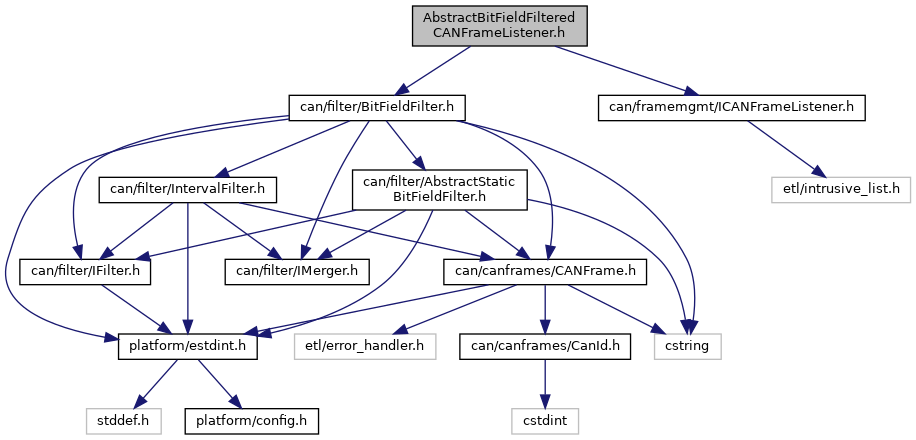 AbstractBitFieldFiltered
CANFrameListener.h
can/filter/BitFieldFilter.h
can/framemgmt/ICANFrameListener.h
can/filter/IntervalFilter.h
can/filter/AbstractStatic
BitFieldFilter.h
etl/intrusive_list.h
can/filter/IFilter.h
can/filter/IMerger.h
can/canframes/CANFrame.h
platform/estdint.h
etl/error_handler.h
can/canframes/CanId.h
cstring
stddef.h
platform/config.h
cstdint